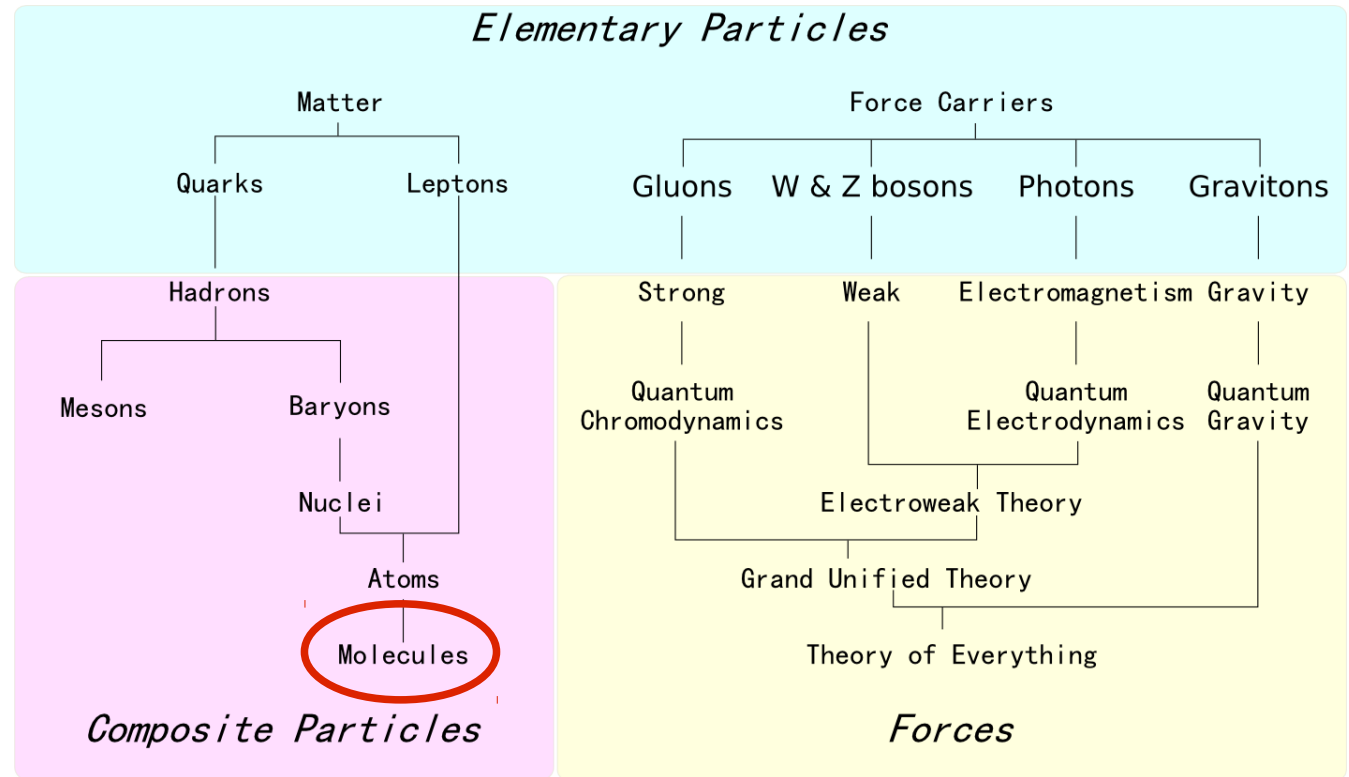 Elementary Particles
Matter
Force Carriers
Quarks
Leptons
Gluons
W & Z bosons
Photons
Gravitons
Hadrons
Strong
Weak
Electromagnetism
Gravity
Mesons
Baryons
Quantum
Chromodynamics
Quantum
Electrodynamics
Quantum
Gravity
Nuclei
Electroweak Theory
Atoms
Grand Unified Theory
Molecules
Theory of Everything
Composite Particles
Forces